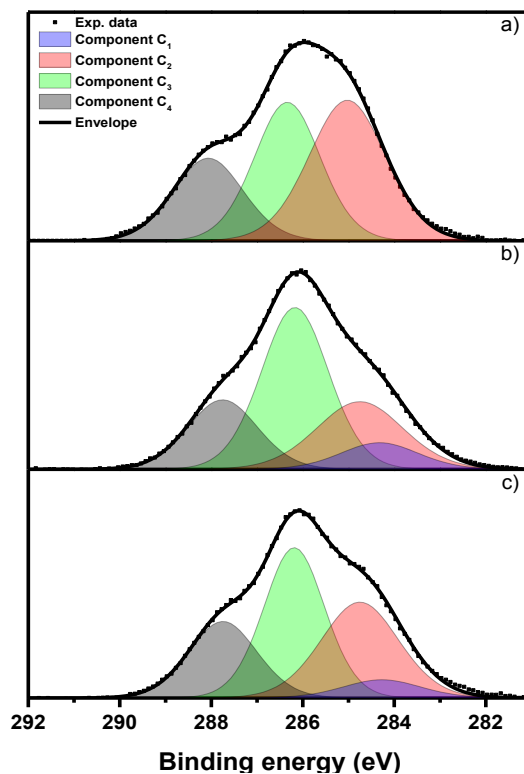 Exp. data
Component C₁
Component C₂
Component C₃
Component C₄
Envelope
a)
b)
c)
292 290 288 286 284 282
Binding energy (eV)